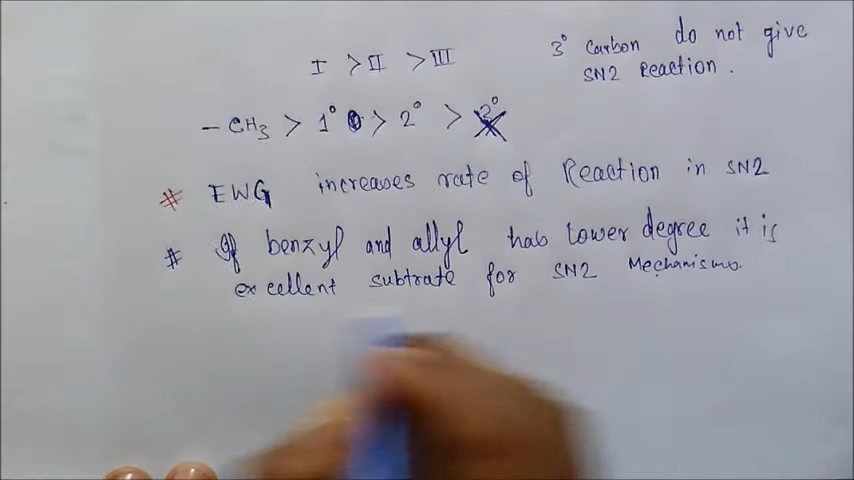 I > II > III
3° carbon do not give
SN2 Reaction.
- CH3 > 1° > 2° > 3°
# EWG increases rate of Reaction in SN2
# If benzyl and allyl has lower degree it is
excellent subtrate for SN2 Mechanismo.